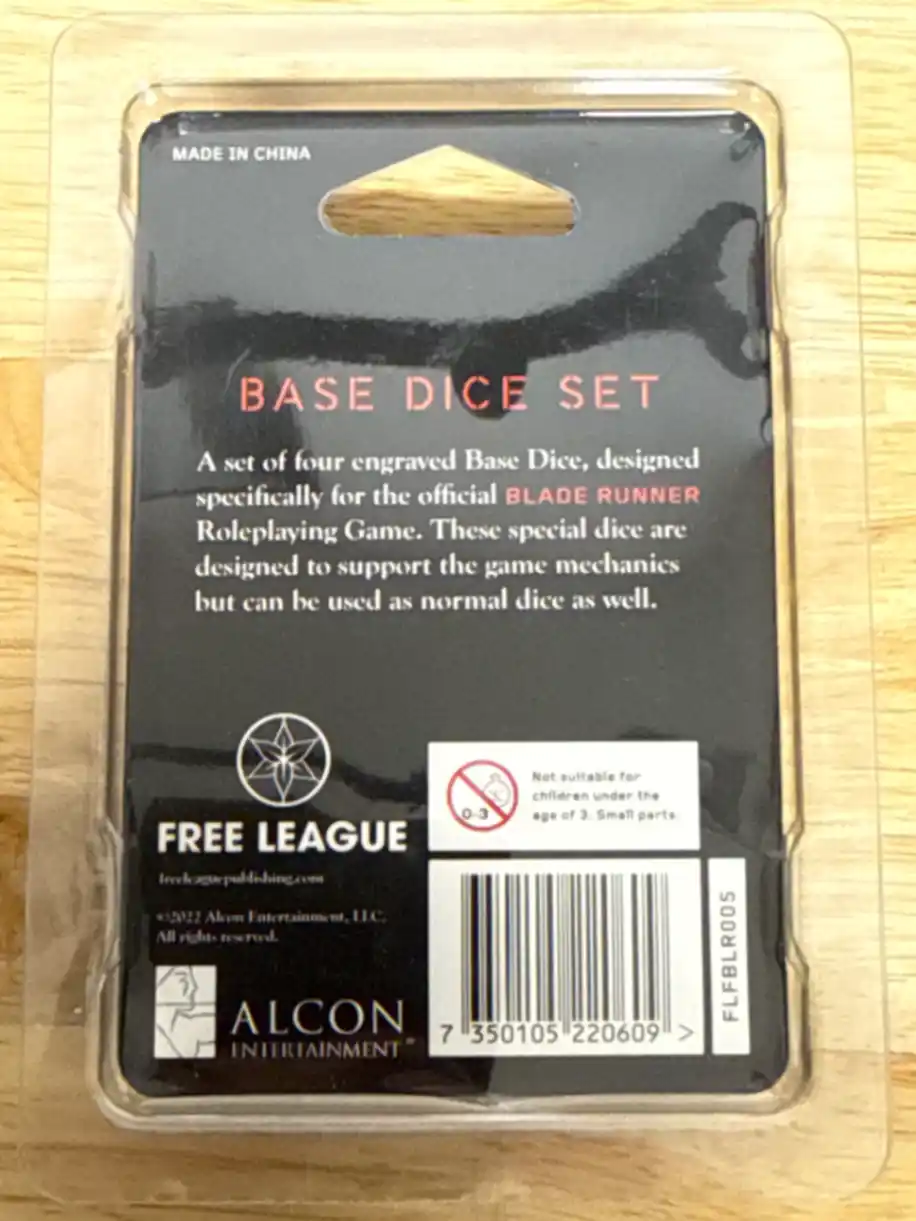 MADE IN CHINA
BASE DICE SET
A set of four engraved Base Dice, designed
specifically for the official BLADE RUNNER
Roleplaying Game. These special dice are
designed to support the game mechanics
but can be used as normal dice as well.
FREE LEAGUE
freeleaguepublishing.com
©2022 Alcon Entertainment, LLC.
All rights reserved.
ALCON
ENTERTAINMENT™
0-3
Not suitable for
children under the
age of 3. Small parts.
7 350105 220609 >
FLFBLR005